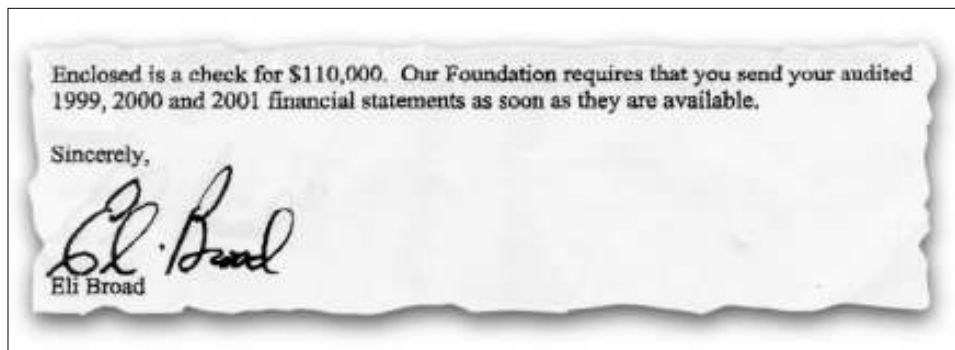 Enclosed is a check for $110,000. Our Foundation requires that you send your audited
1999, 2000 and 2001 financial statements as soon as they are available.
Sincerely,
Eli Broad
Eli Broad